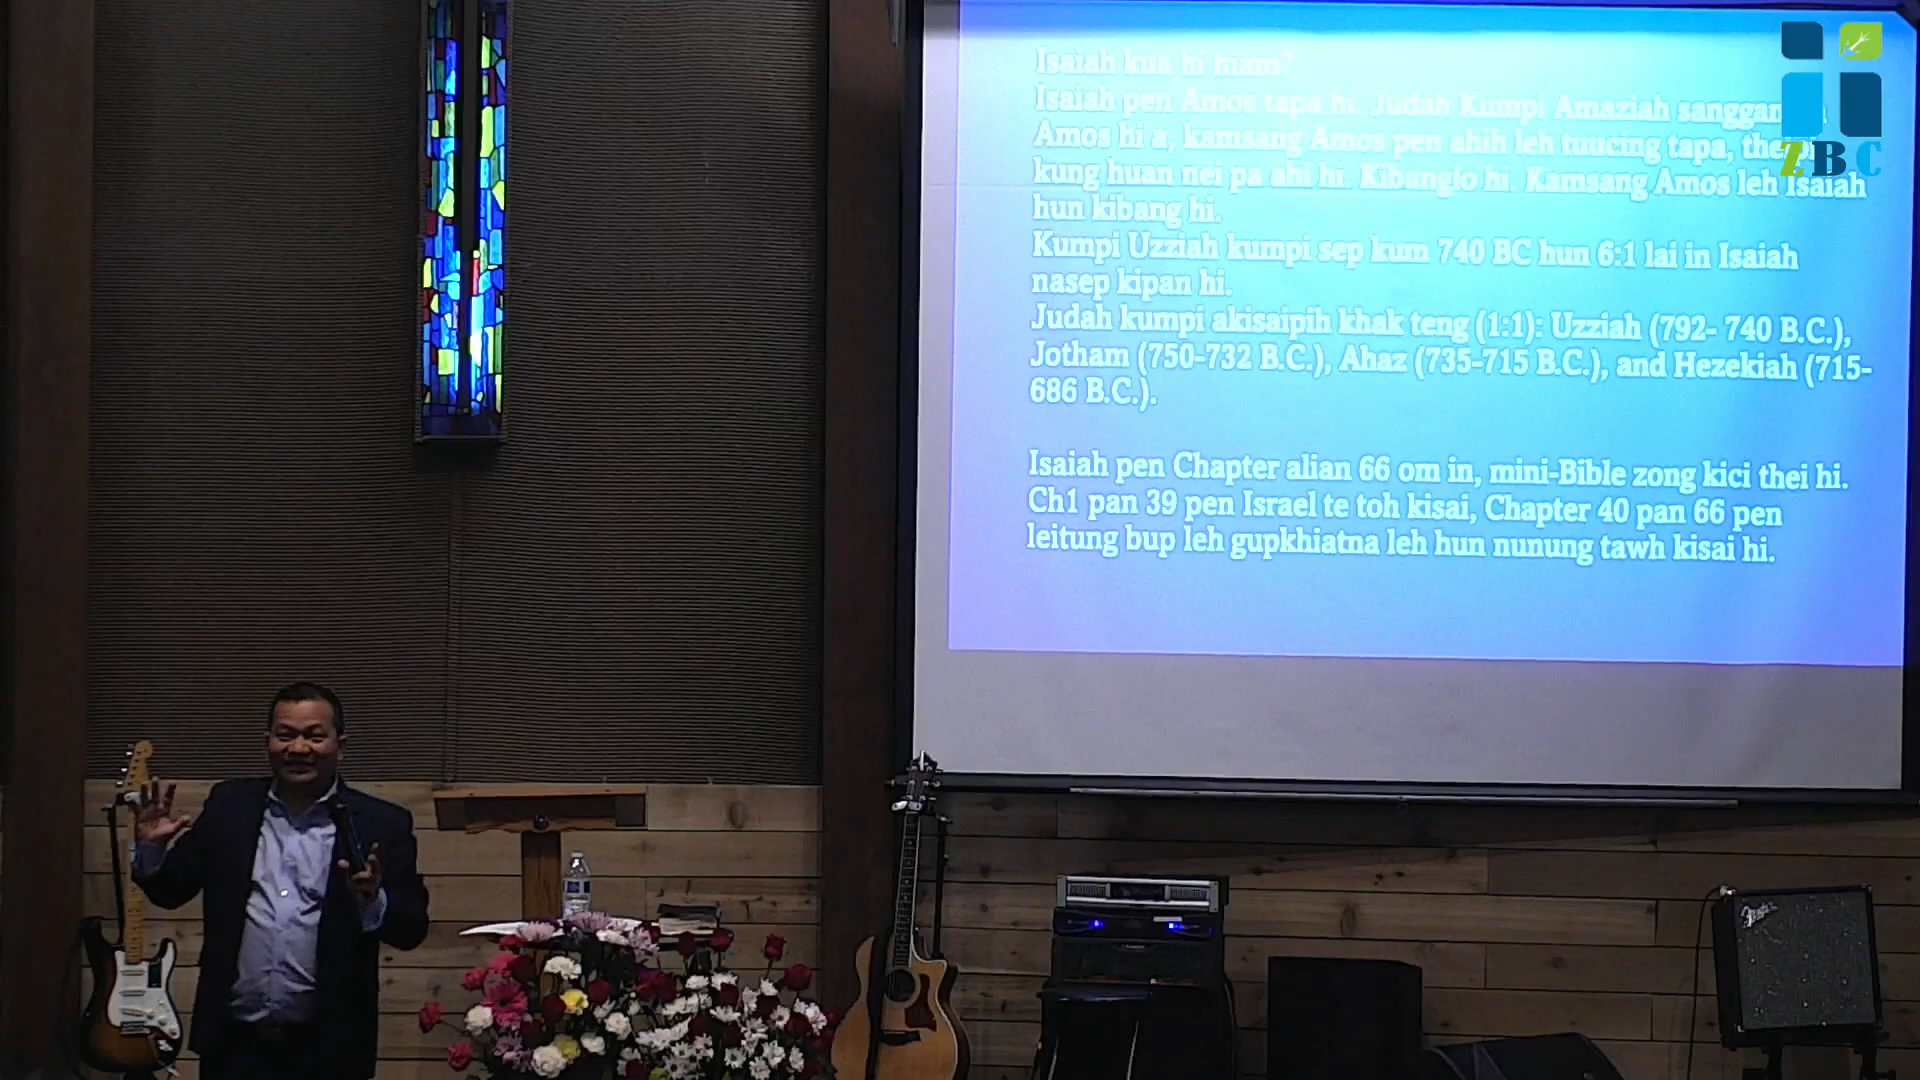 Isaiah kua hi hiam?
Isaiah pen Amos tapa hi. Judah Kumpi Amaziah
Amos hi a, kamsang Amos pen ahih leh tuucing tapa,
kung huan nei pa ahi hi. Kibanglo hi. Kamsang Amos leh Isaiah
hun kibang hi.
Kumpi Uzziah kumpi sep kum 740 BC hun 6:1 lai in Isaiah
nasep kipan hi.
Judah kumpi akisaipih khak teng (1:1): Uzziah (792- 740 B.C.),
Jotham (750-732 B.C.), Ahaz (735-715 B.C.), and Hezekiah (715-
686 B.C.).
Isaiah pen Chapter alian 66 om in, mini-Bible zong kici thei hi.
Ch1 pan 39 pen Israel te toh kisai, Chapter 40 pan 66 pen
leitung bup leh gupkhiatna leh hun nunung tawh kisai hi.
ZBC
Fender